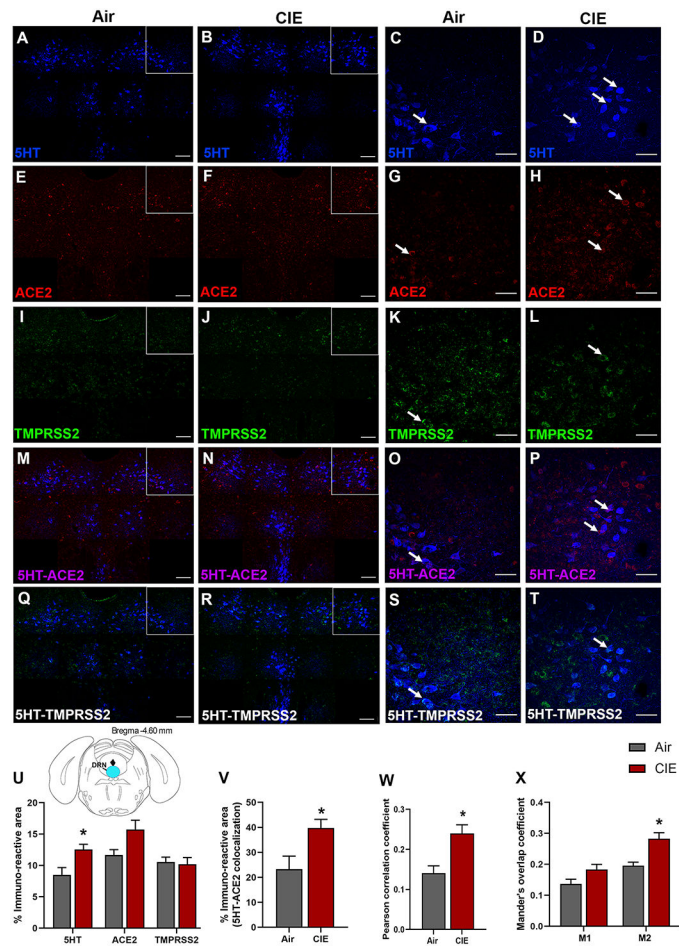 Air CIE Air CIE
A B C D
5HT 5HT 5HT 5HT
E F G H
ACE2 ACE2 ACE2 ACE2
I J K L
TMPRSS2 TMPRSS2 TMPRSS2 TMPRSS2
M N O P
5HT-ACE2 5HT-ACE2 5HT-ACE2 5HT-ACE2
Q R S T
5HT-TMPRSS2 5HT-TMPRSS2 5HT-TMPRSS2 5HT-TMPRSS2
Bregma -4.60 mm
DRN
Air
CIE
U
% Immuno-reactive area
20
15
10
5
0
*
5HT ACE2 TMPRSS2
V
% Immuno-reactive area
(5HT-ACE2 colocalization)
60
50
40
30
20
10
0
*
Air CIE
W
Pearson correlation coefficient
0.4
0.3
0.2
0.1
0.0
*
Air CIE
X
Mander's overlap coefficient
0.4
0.3
0.2
0.1
0.0
*
M1 M2